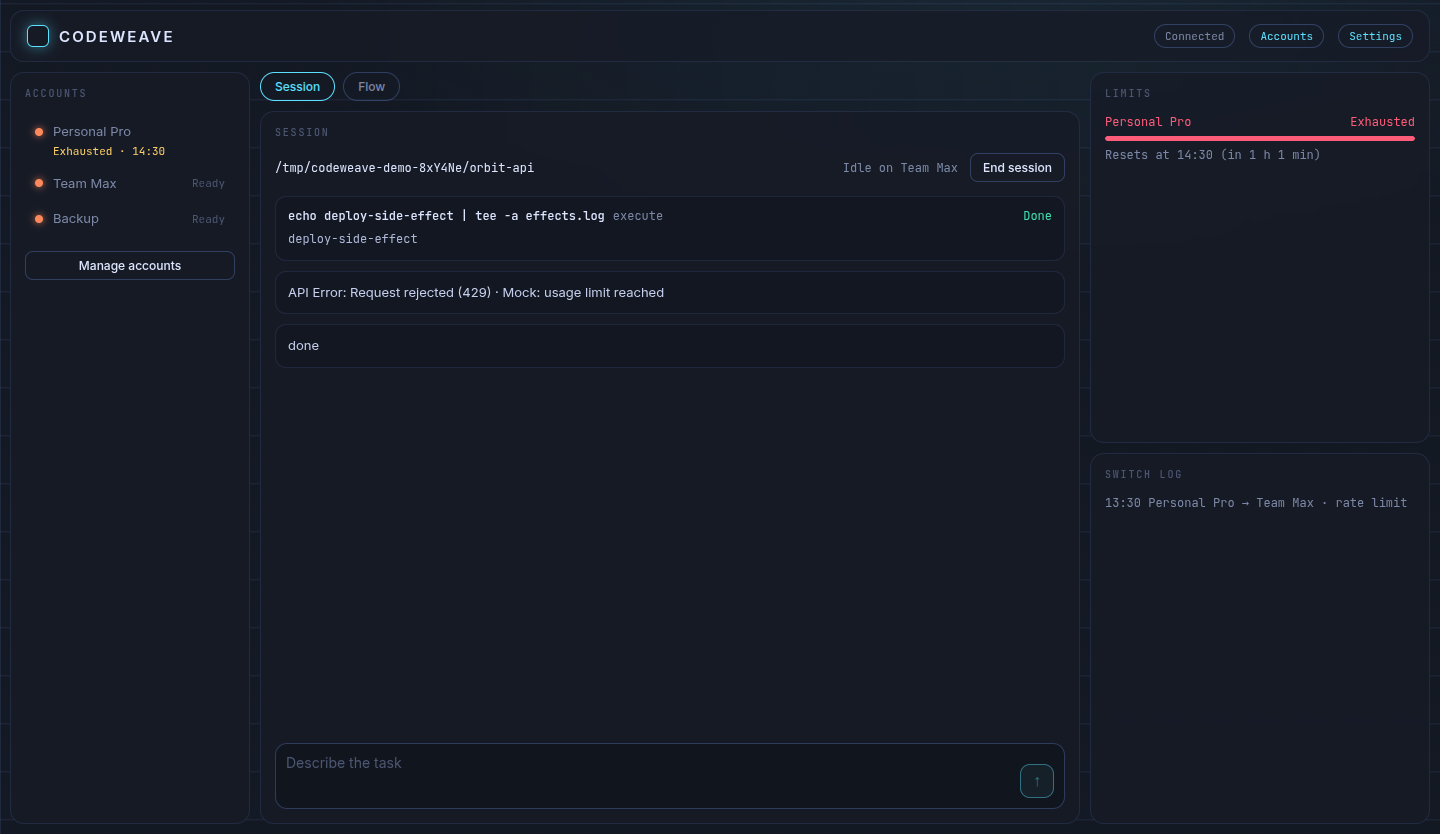 CODEWEAVE
Connected
Accounts
Settings
ACCOUNTS
Personal Pro
Exhausted · 14:30
Team Max Ready
Backup Ready
Manage accounts
Session
Flow
SESSION
/tmp/codeweave-demo-8xY4Ne/orbit-api
Idle on Team Max
End session
echo deploy-side-effect | tee -a effects.log execute Done
deploy-side-effect
API Error: Request rejected (429) · Mock: usage limit reached
done
Describe the task
↑
LIMITS
Personal Pro Exhausted
Resets at 14:30 (in 1 h 1 min)
SWITCH LOG
13:30 Personal Pro → Team Max · rate limit